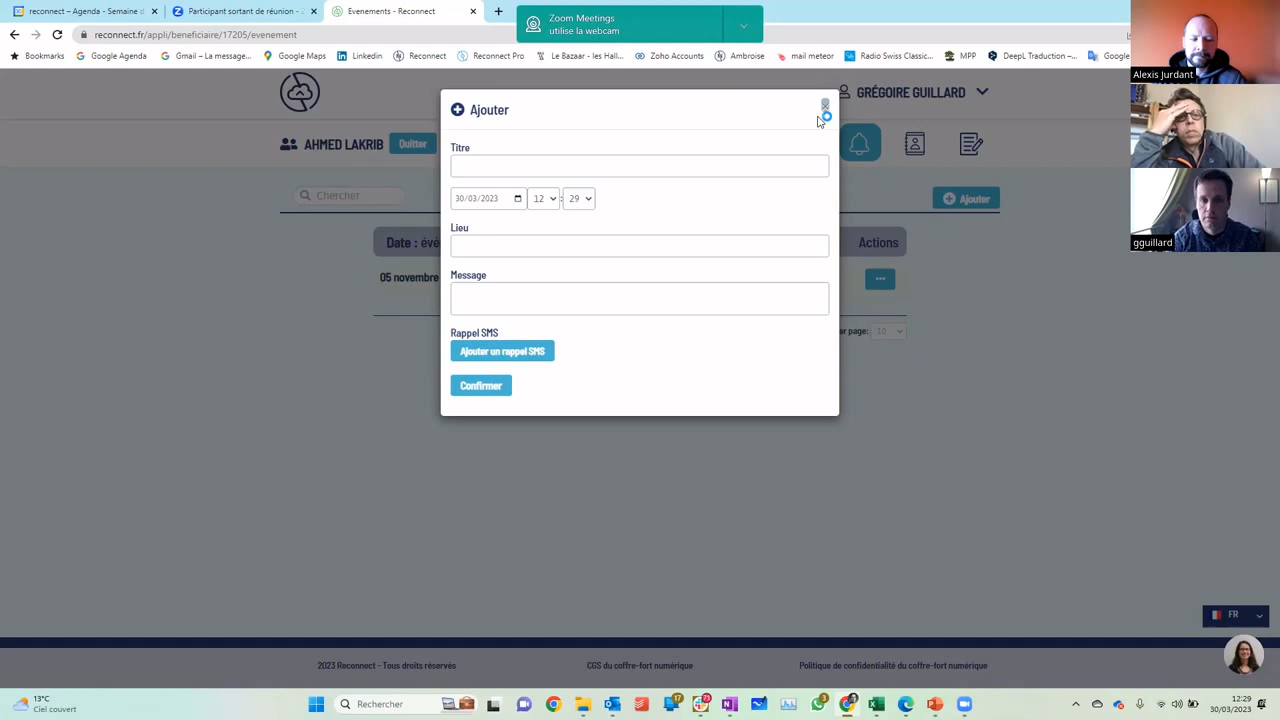 reconnect – Agenda - Semaine d
Participant sortant de réunion -
Evenements - Reconnect
Zoom Meetings
utilise la webcam
reconnect.fr/appli/beneficiaire/17205/evenement
Bookmarks
Google Agenda
Gmail – La message...
Google Maps
Linkedin
Reconnect
Reconnect Pro
Le Bazaar - les Hall...
Zoho Accounts
Ambroise
mail meteor
Radio Swiss Classic...
MPP
DeepL Traduction –...
Google
Alexis Jurdant
GRÉGOIRE GUILLARD
Ajouter
AHMED LAKRIB
Quitter
Titre
Chercher
30/03/2023
12
:
29
Ajouter
Lieu
Date : évé
Actions
gguillard
Message
05 novembre
...
Rappel SMS
ar page:
10
Ajouter un rappel SMS
Confirmer
FR
2023 Reconnect - Tous droits réservés
CGS du coffre-fort numérique
Politique de confidentialité du coffre-fort numérique
13°C
Ciel couvert
Rechercher
17
3
12:29
30/03/2023